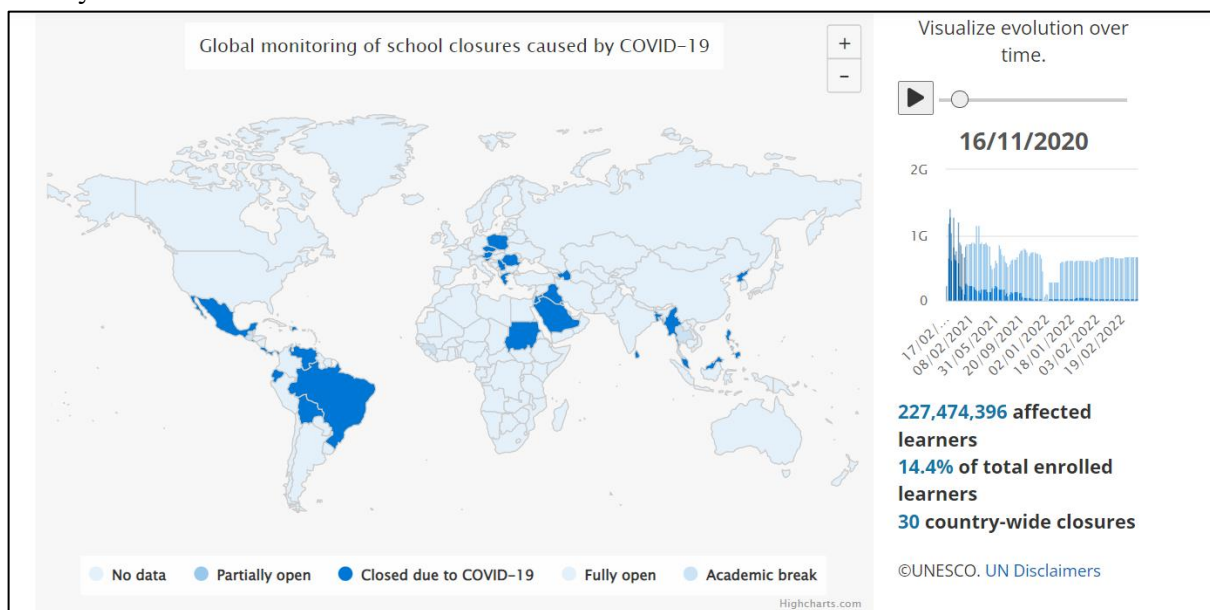 Global monitoring of school closures caused by COVID-19
+
−
Visualize evolution over
time.
16/11/2020
2G
1G
0
17/02/...
08/02/2021
31/05/2021
20/09/2021
02/01/2022
18/01/2022
03/02/2022
19/02/2022
227,474,396 affected
learners
14.4% of total enrolled
learners
30 country-wide closures
©UNESCO. UN Disclaimers
No data Partially open Closed due to COVID-19 Fully open Academic break
Highcharts.com